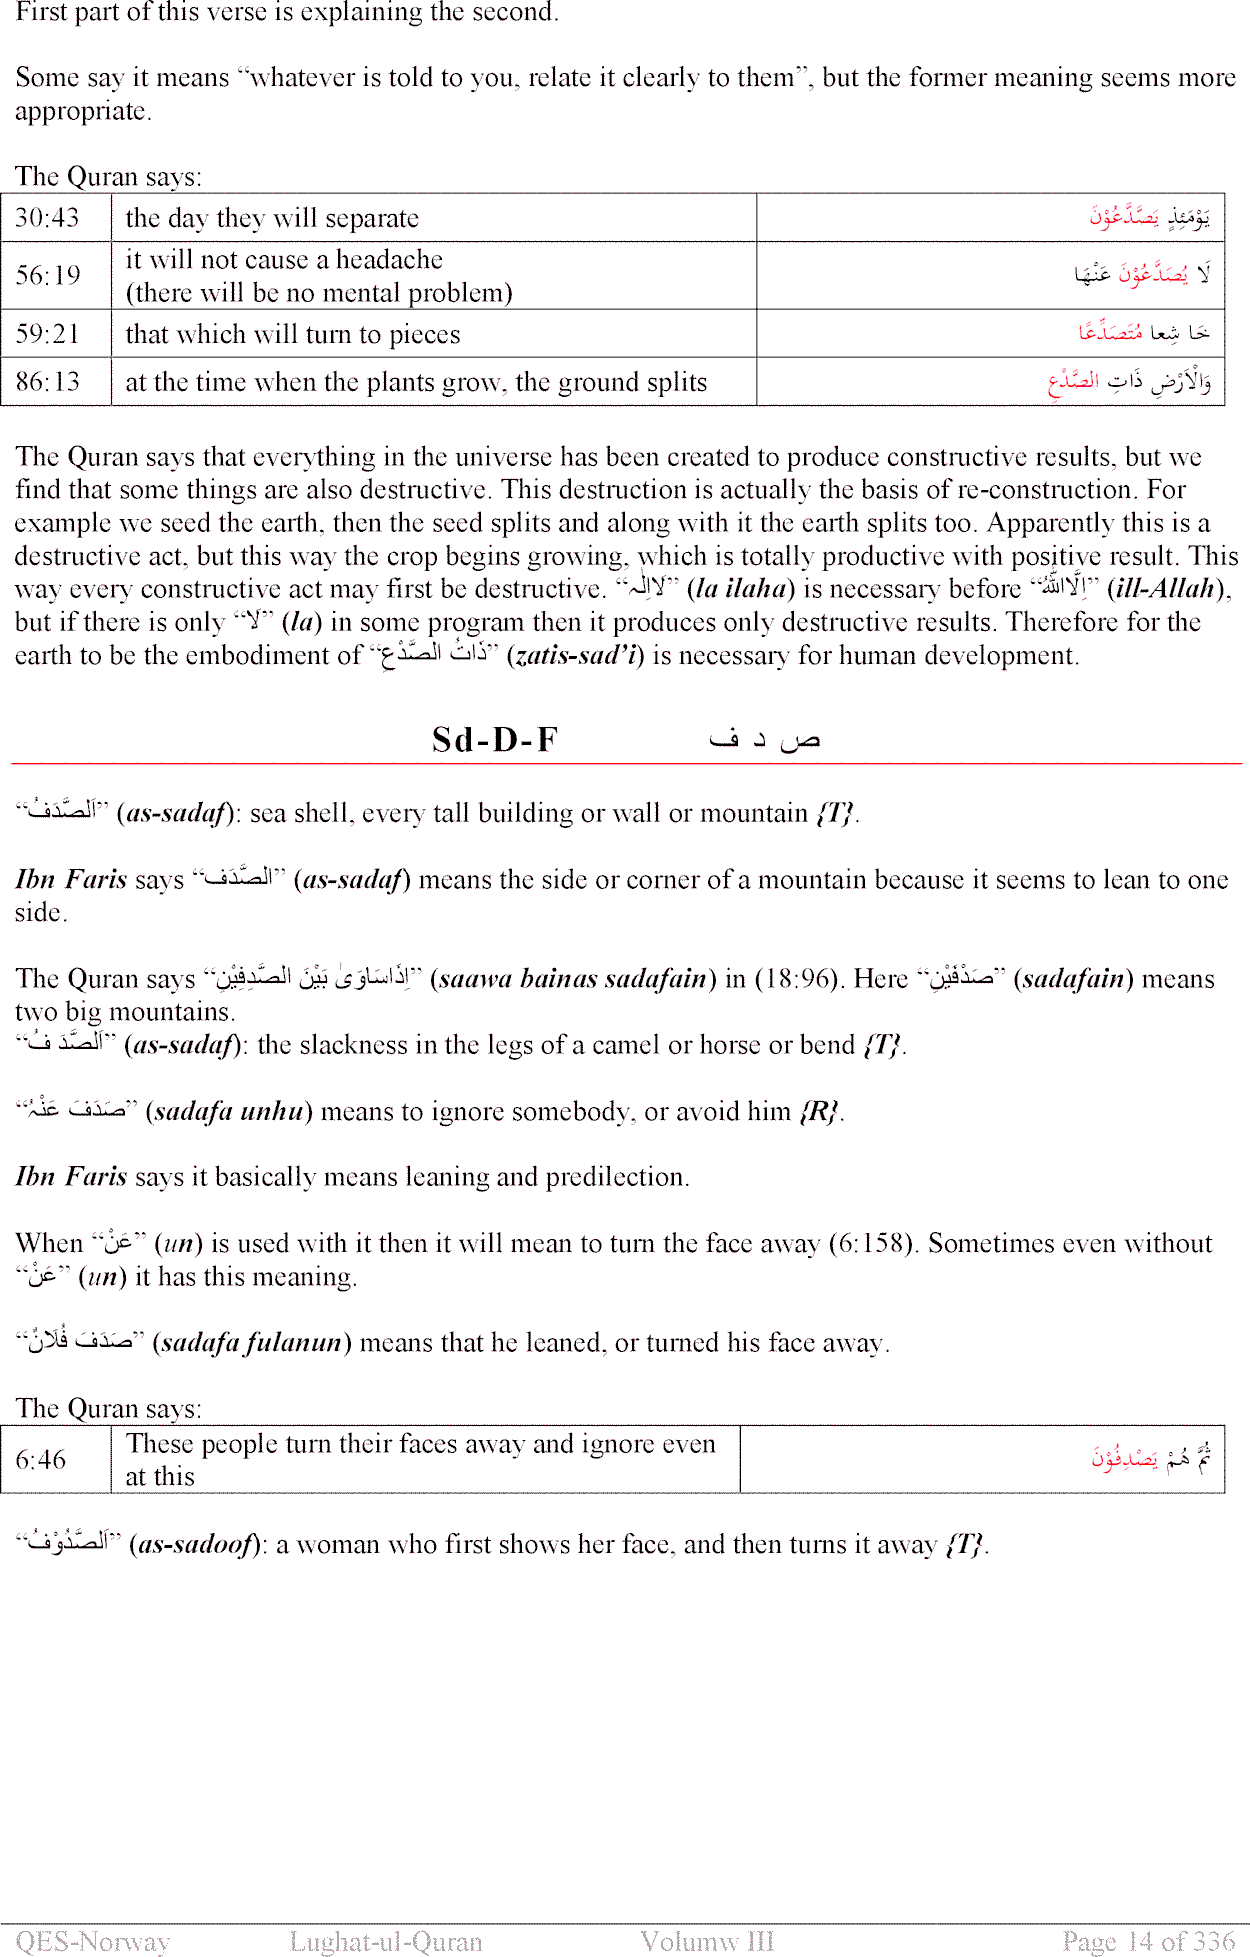 First part of this verse is explaining the second.
Some say it means “whatever is told to you, relate it clearly to them”, but the former meaning seems more
appropriate.
The Quran says:
30:43 the day they will separate يَوْمَئِذٍ يَصَّدَّعُوْنَ
56:19 it will not cause a headache
(there will be no mental problem) لَا يُصَدَّعُوْنَ عَنْهَا
59:21 that which will turn to pieces خَا شِعا مُتَصَدِّعًا
86:13 at the time when the plants grow, the ground splits وَالْاَرْضِ ذَاتِ الصَّدْعِ
The Quran says that everything in the universe has been created to produce constructive results, but we
find that some things are also destructive. This destruction is actually the basis of re-construction. For
example we seed the earth, then the seed splits and along with it the earth splits too. Apparently this is a
destructive act, but this way the crop begins growing, which is totally productive with positive result. This
way every constructive act may first be destructive. “لَااِلٰہ” (la ilaha) is necessary before “اِلَّااللہُ” (ill-Allah),
but if there is only “لَا” (la) in some program then it produces only destructive results. Therefore for the
earth to be the embodiment of “ذَاتُ الصَّدْعِ” (zatis-sad’i) is necessary for human development.
Sd-D-F ص د ف
“اَلصَّدَفُ” (as-sadaf): sea shell, every tall building or wall or mountain {T}.
Ibn Faris says “الصَّدَف” (as-sadaf) means the side or corner of a mountain because it seems to lean to one
side.
The Quran says “اِذَاسَاوَىٰ بَيْنَ الصَّدِفِيْنِ” (saawa bainas sadafain) in (18:96). Here “صَدْفَيْنِ” (sadafain) means
two big mountains.
“اَلصَّدَ فُ” (as-sadaf): the slackness in the legs of a camel or horse or bend {T}.
“صَدَفَ عَنْہُ” (sadafa unhu) means to ignore somebody, or avoid him {R}.
Ibn Faris says it basically means leaning and predilection.
When “عَنْ” (un) is used with it then it will mean to turn the face away (6:158). Sometimes even without
“عَنْ” (un) it has this meaning.
“صَدَفَ فُلَانٌ” (sadafa fulanun) means that he leaned, or turned his face away.
The Quran says:
6:46 These people turn their faces away and ignore even
at this ثُمَّ هُمْ يَصْدِفُوْنَ
“اَلصَّدُوْفُ” (as-sadoof): a woman who first shows her face, and then turns it away {T}.
QES-Norway Lughat-ul-Quran Volumw III Page 14 of 336